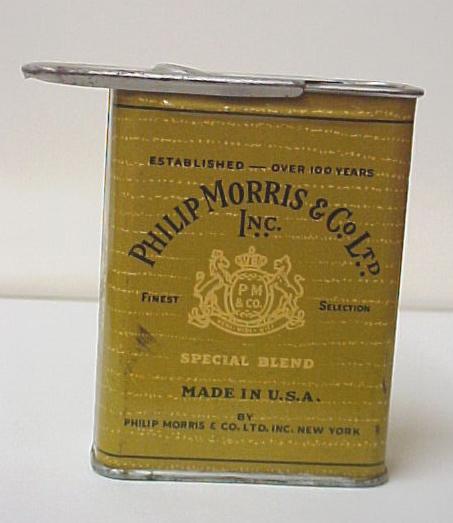 ESTABLISHED — OVER 100 YEARS
PHILIP MORRIS & CO. LTD.
INC.
P·M
& CO.
FINEST SELECTION
SPECIAL BLEND
MADE IN U.S.A.
BY
PHILIP MORRIS & CO. LTD. INC. NEW YORK